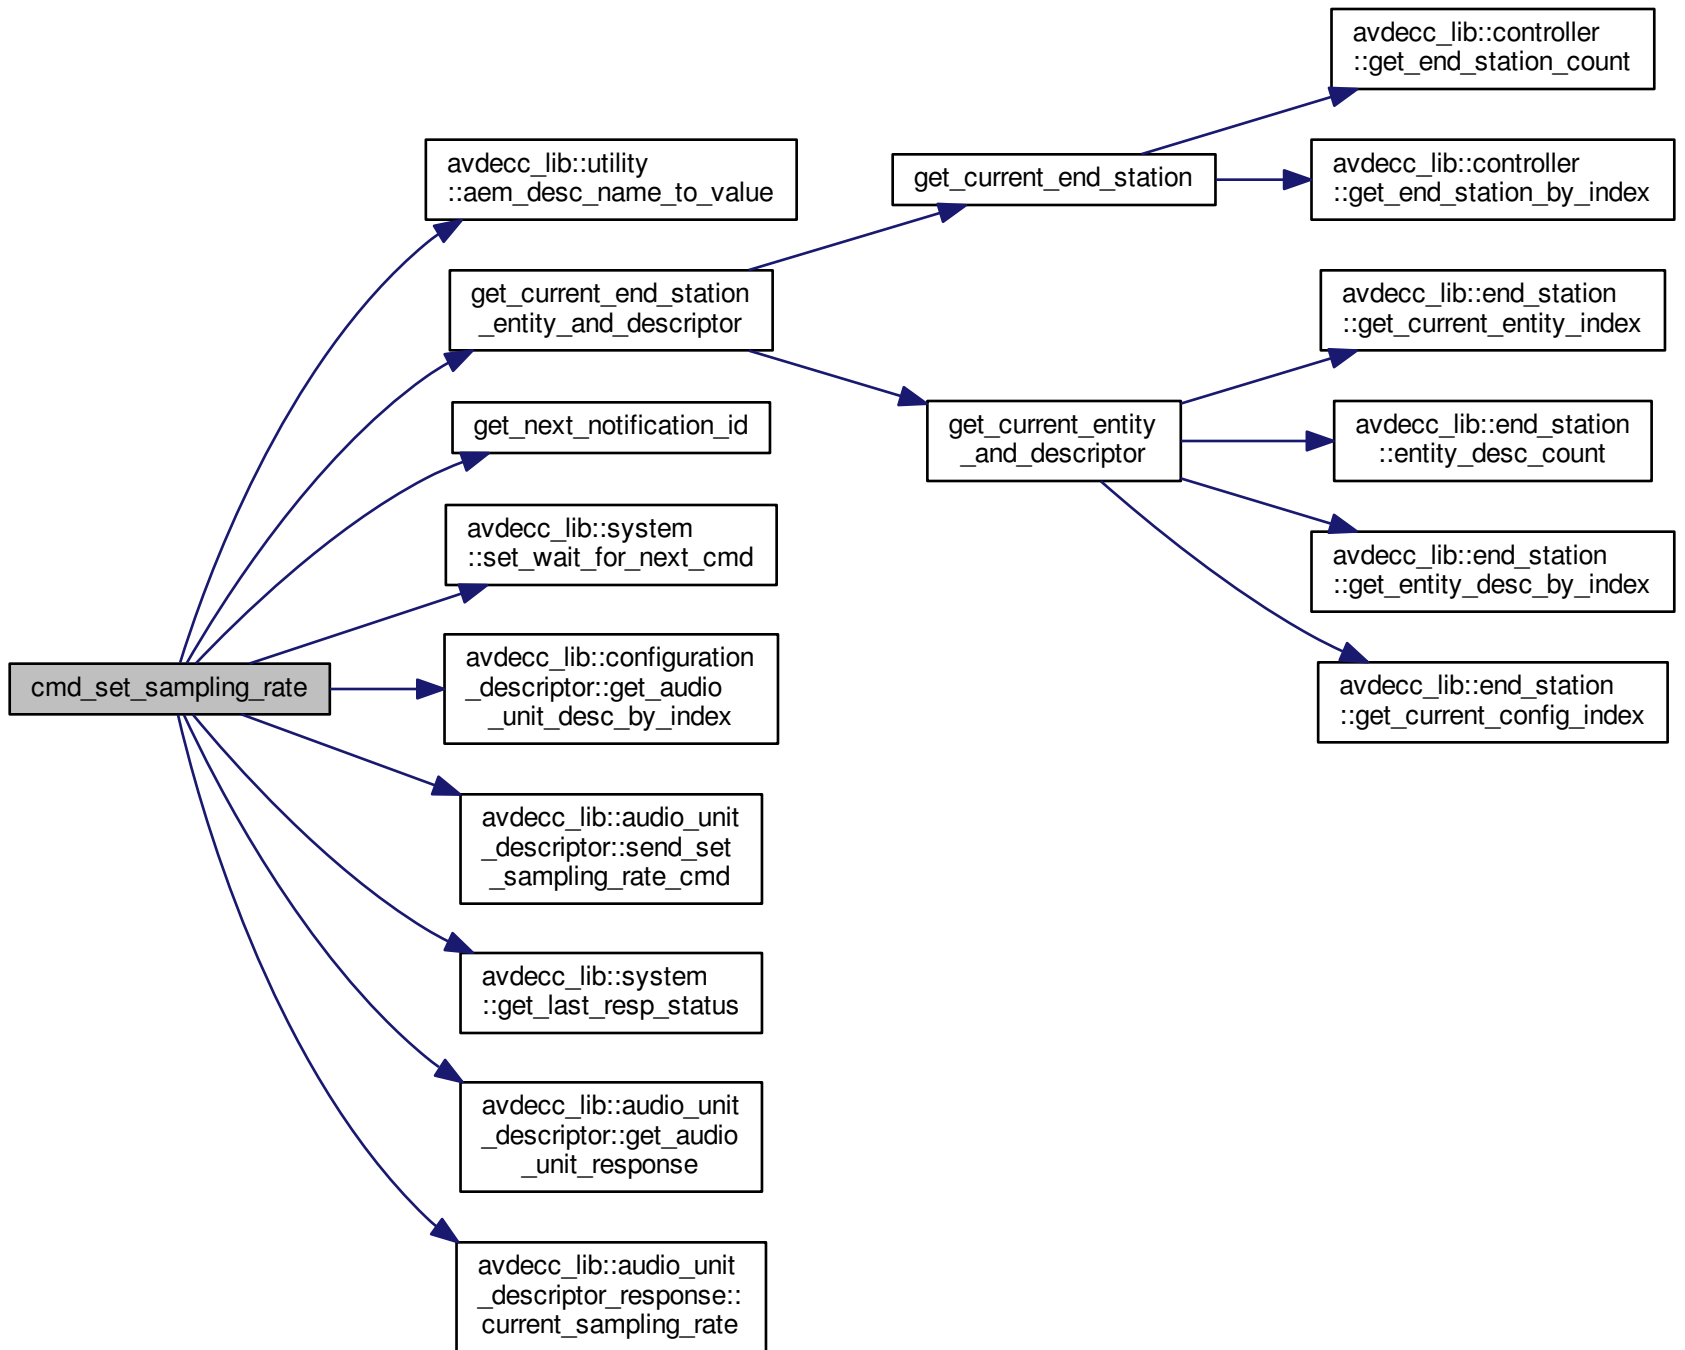 cmd_set_sampling_rate
avdecc_lib::utility
::aem_desc_name_to_value
get_current_end_station
_entity_and_descriptor
get_next_notification_id
avdecc_lib::system
::set_wait_for_next_cmd
avdecc_lib::configuration
_descriptor::get_audio
_unit_desc_by_index
avdecc_lib::audio_unit
_descriptor::send_set
_sampling_rate_cmd
avdecc_lib::system
::get_last_resp_status
avdecc_lib::audio_unit
_descriptor::get_audio
_unit_response
avdecc_lib::audio_unit
_descriptor_response::
current_sampling_rate
get_current_end_station
get_current_entity
_and_descriptor
avdecc_lib::controller
::get_end_station_count
avdecc_lib::controller
::get_end_station_by_index
avdecc_lib::end_station
::get_current_entity_index
avdecc_lib::end_station
::entity_desc_count
avdecc_lib::end_station
::get_entity_desc_by_index
avdecc_lib::end_station
::get_current_config_index